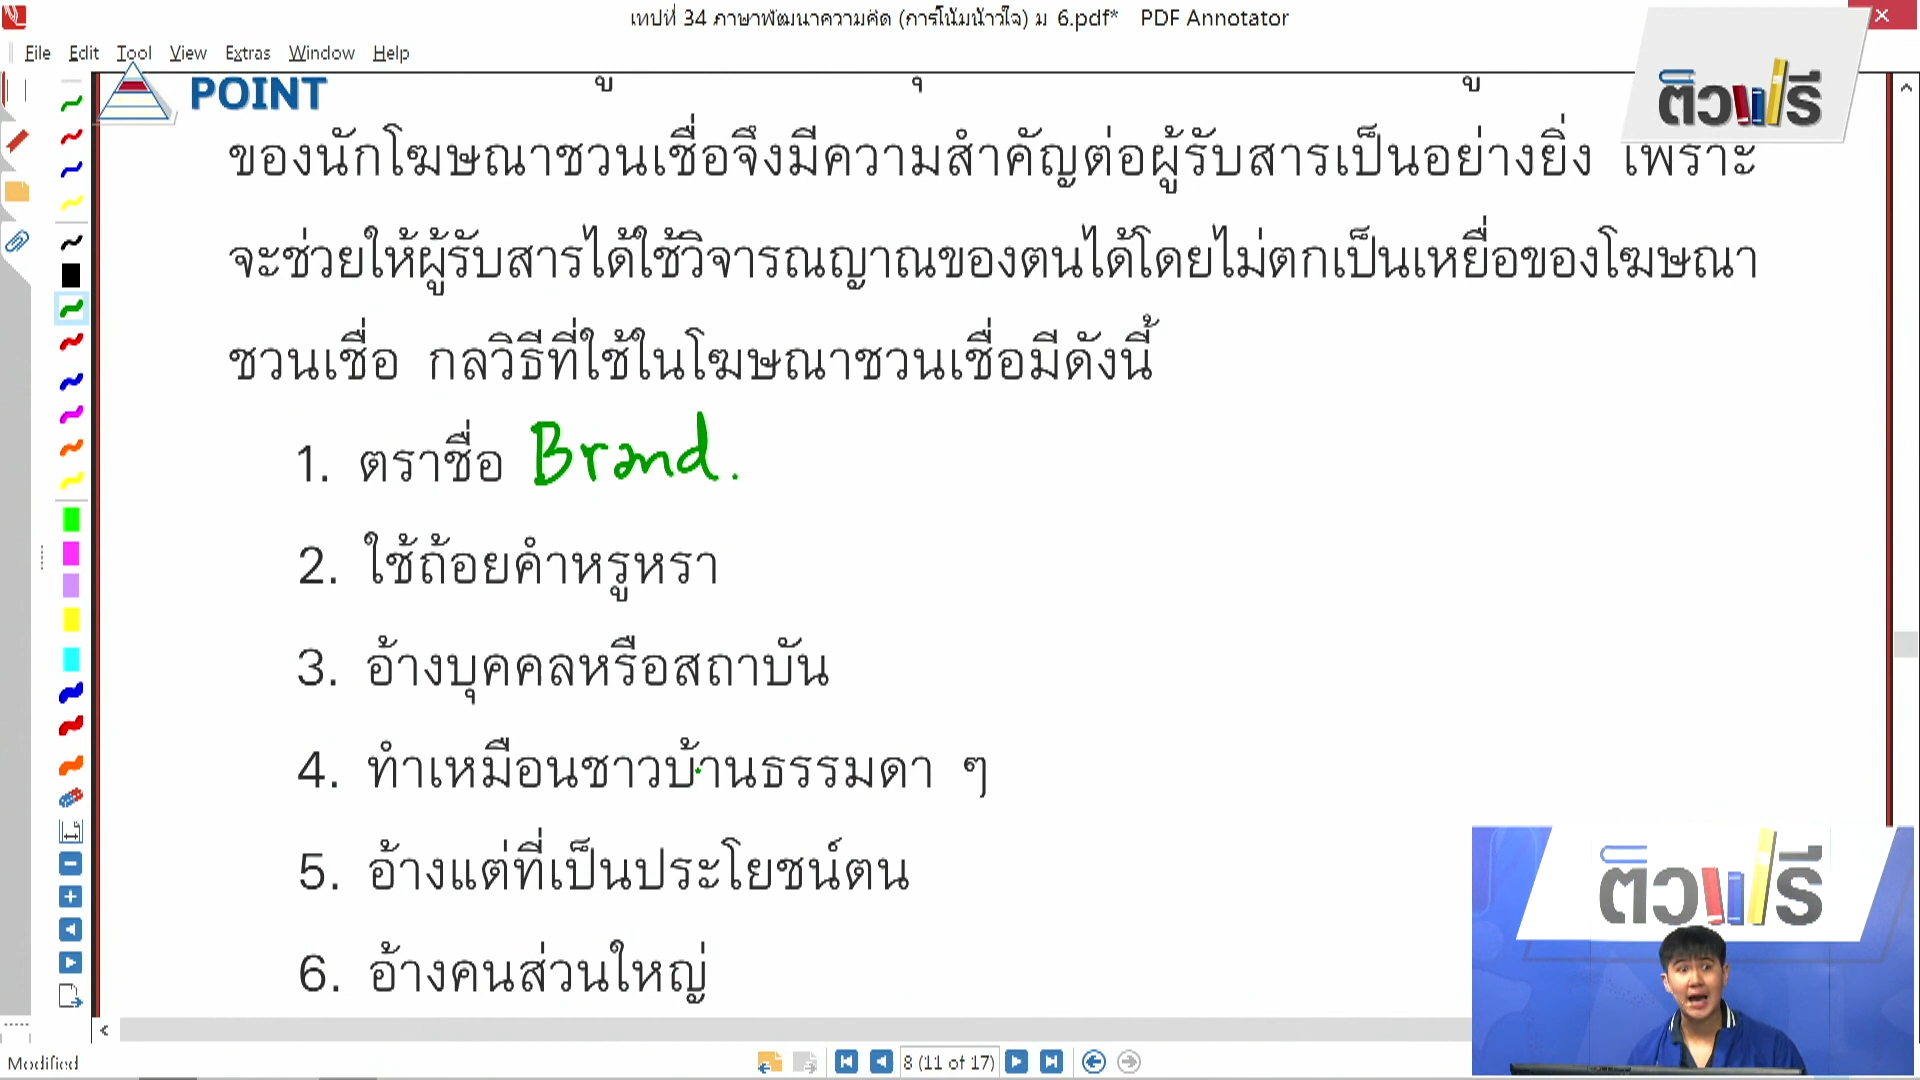 เทปที่ 34 ภาษาพัฒนาความคิด (การโน้มน้าวใจ) ม 6.pdf* PDF Annotator
File Edit Tool View Extras Window Help
POINT
ติวฟรี
ของนักโฆษณาชวนเชื่อจึงมีความสำคัญต่อผู้รับสารเป็นอย่างยิ่ง เพราะ
จะช่วยให้ผู้รับสารได้ใช้วิจารณญาณของตนได้โดยไม่ตกเป็นเหยื่อของโฆษณา
ชวนเชื่อ กลวิธีที่ใช้ในโฆษณาชวนเชื่อมีดังนี้
1. ตราชื่อ Brand.
2. ใช้ถ้อยคำหรูหรา
3. อ้างบุคคลหรือสถาบัน
4. ทำเหมือนชาวบ้านธรรมดา ๆ
5. อ้างแต่ที่เป็นประโยชน์ตน
6. อ้างคนส่วนใหญ่
ติวฟรี
Modified
8 (11 of 17)